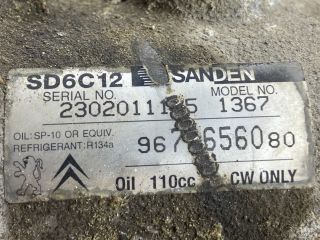 SD6C12 SANDEN
SERIAL NO. MODEL NO.
1367
OIL: SP-10 OR EQUIV.
REFRIGERANT: R134a
Oil 110cc CW ONLY